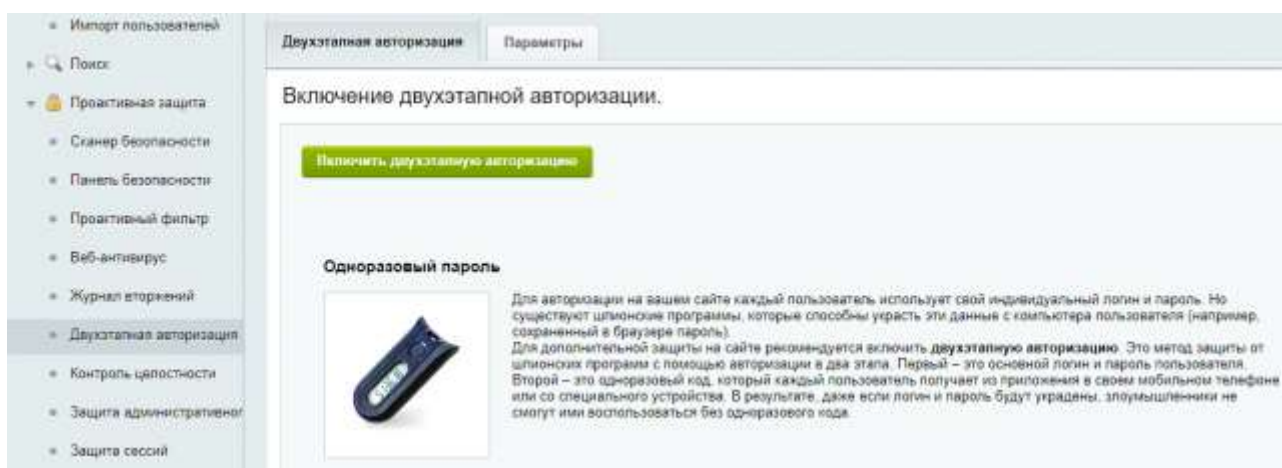 Импорт пользователей
Поиск
Проактивная защита
Сканер безопасности
Панель безопасности
Проактивный фильтр
Веб-антивирус
Журнал вторжений
Двухэтапная авторизация
Контроль целостности
Защита административног
Защита сессий
Двухэтапная авторизация
Параметры
Включение двухэтапной авторизации.
Включить двухэтапную авторизацию
Одноразовый пароль
Для авторизации на вашем сайте каждый пользователь использует свой индивидуальный логин и пароль. Но
существуют шпионские программы, которые способны украсть эти данные с компьютера пользователя (например,
сохраненный в браузере пароль).
Для дополнительной защиты на сайте рекомендуется включить двухэтапную авторизацию. Это метод защиты от
шпионских программ с помощью авторизации в два этапа. Первый – это основной логин и пароль пользователя.
Второй – это одноразовый код, который каждый пользователь получает из приложения в своем мобильном телефоне
или со специального устройства. В результате, даже если логин и пароль будут украдены, злоумышленники не
смогут ими воспользоваться без одноразового кода.